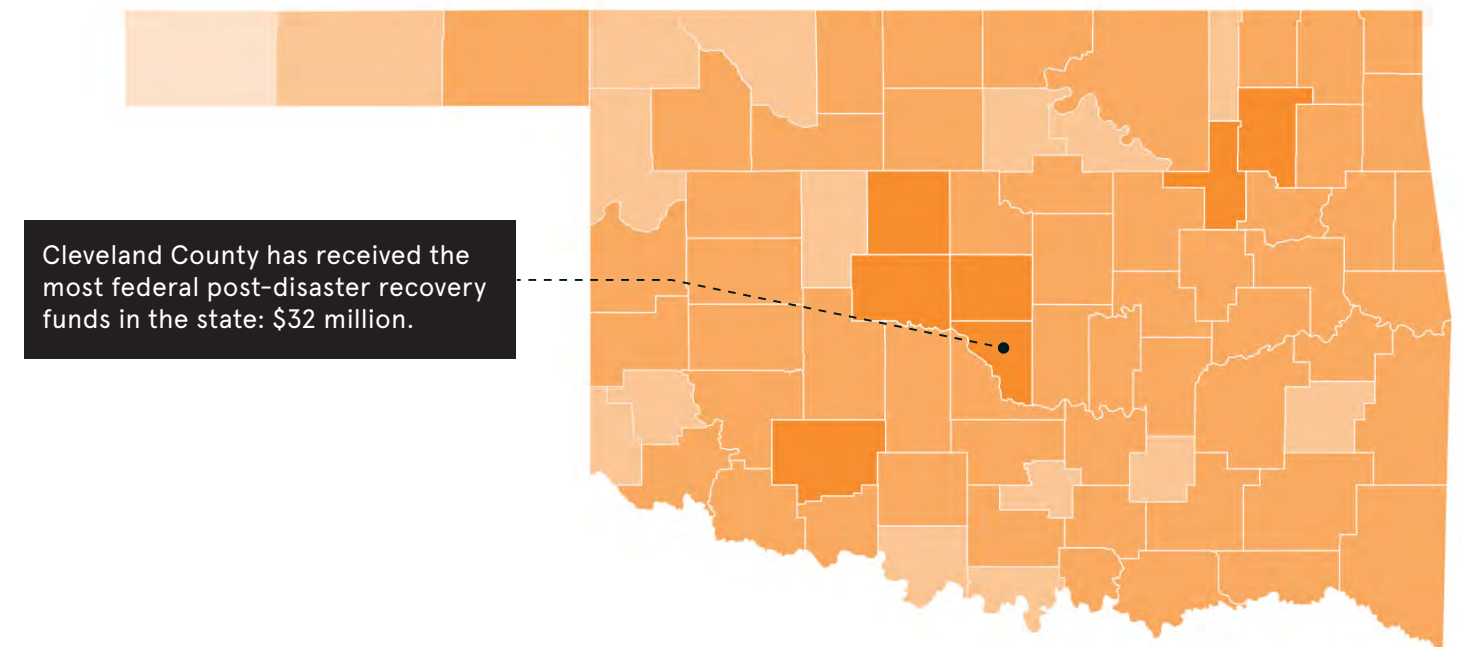 Cleveland County has received the
most federal post-disaster recovery
funds in the state: $32 million.